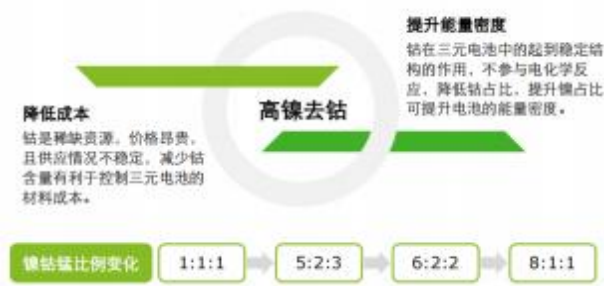 提升能量密度
钴在三元电池中的起到稳定结
构的作用，不参与电化学反
应，降低钴占比，提升镍占比
可提升电池的能量密度。
高镍去钴
降低成本
钴是稀缺资源，价格昂贵，
且供应情况不稳定，减少钴
含量有利于控制三元电池的
材料成本。
镍钴锰比例变化 1:1:1 5:2:3 6:2:2 8:1:1